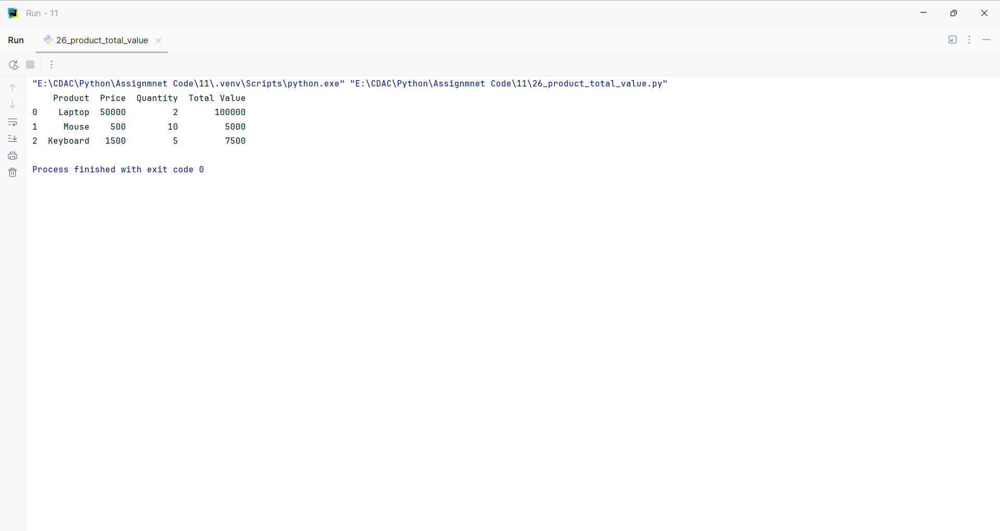 Run - 11
Run 26_product_total_value
"E:\CDAC\Python\Assignmnet Code\11\.venv\Scripts\python.exe" "E:\CDAC\Python\Assignmnet Code\11\26_product_total_value.py"
    Product  Price  Quantity  Total Value
0    Laptop  50000         2       100000
1     Mouse    500        10         5000
2  Keyboard   1500         5         7500
Process finished with exit code 0